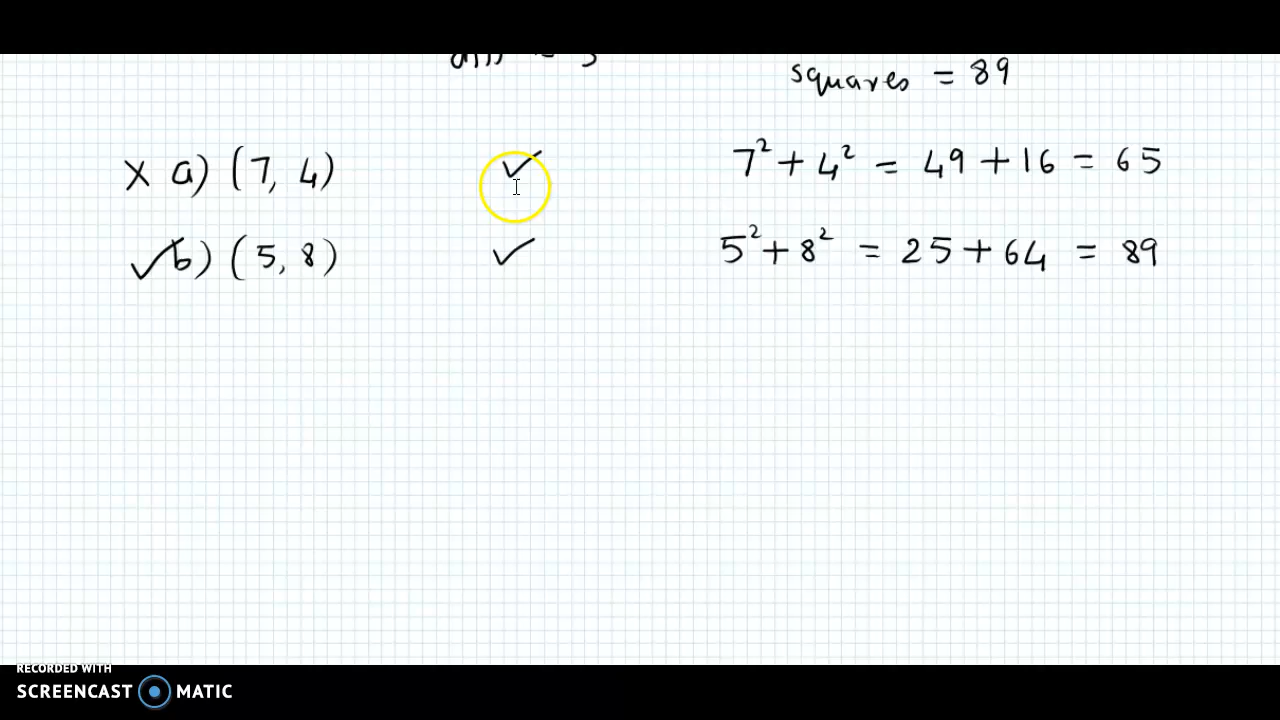 squares = 89
X a) (7, 4) ✓ 7² + 4² = 49 + 16 = 65
✓ b) (5, 8) ✓ 5² + 8² = 25 + 64 = 89
RECORDED WITH
SCREENCAST MATIC